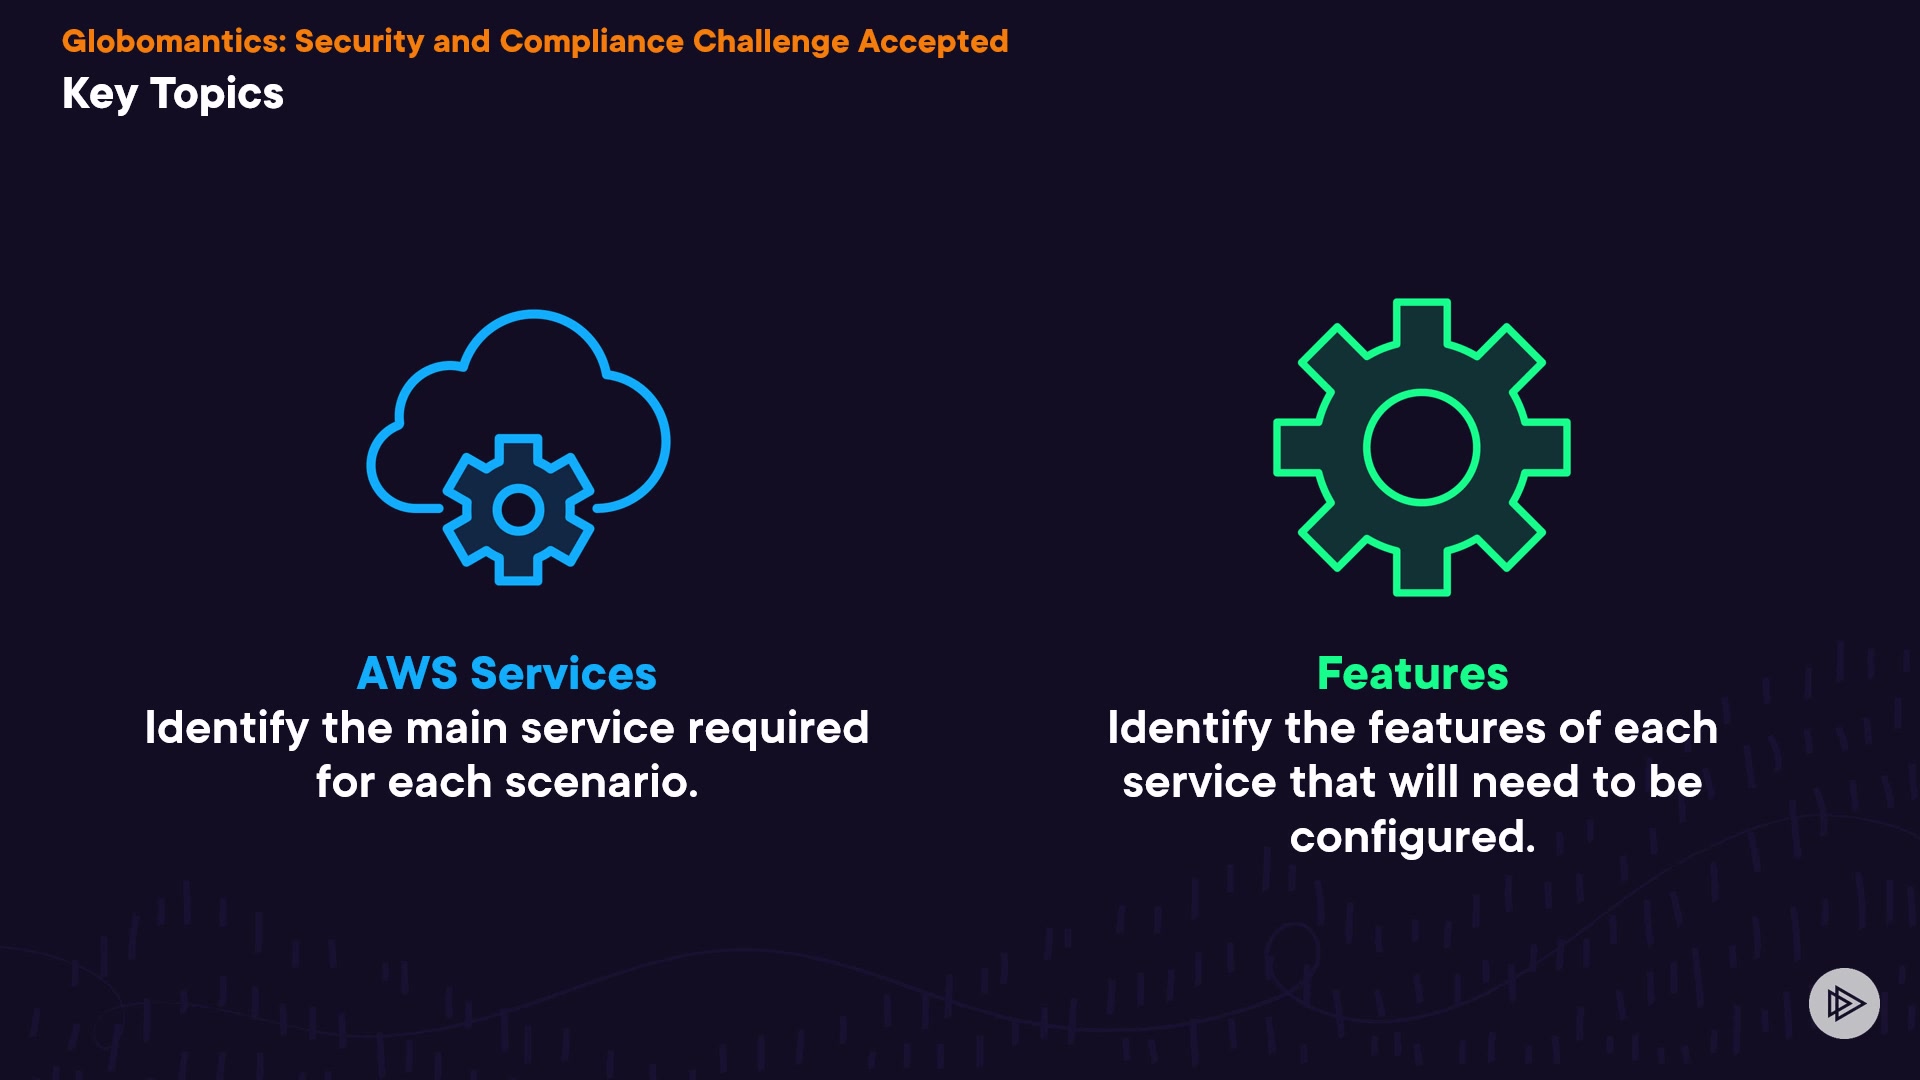 Globomantics: Security and Compliance Challenge Accepted
Key Topics
AWS Services
Identify the main service required
for each scenario.
Features
Identify the features of each
service that will need to be
configured.